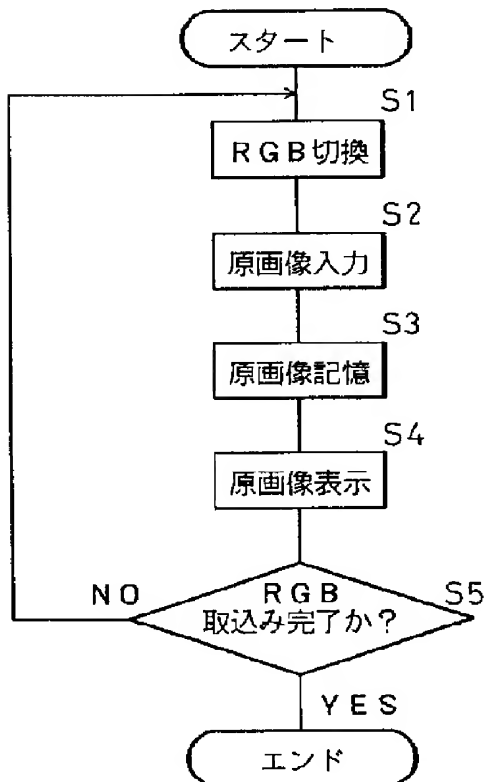 スタート
S1
RGB切換
S2
原画像入力
S3
原画像記憶
S4
原画像表示
NO
RGB
S5
取込み完了か?
YES
エンド